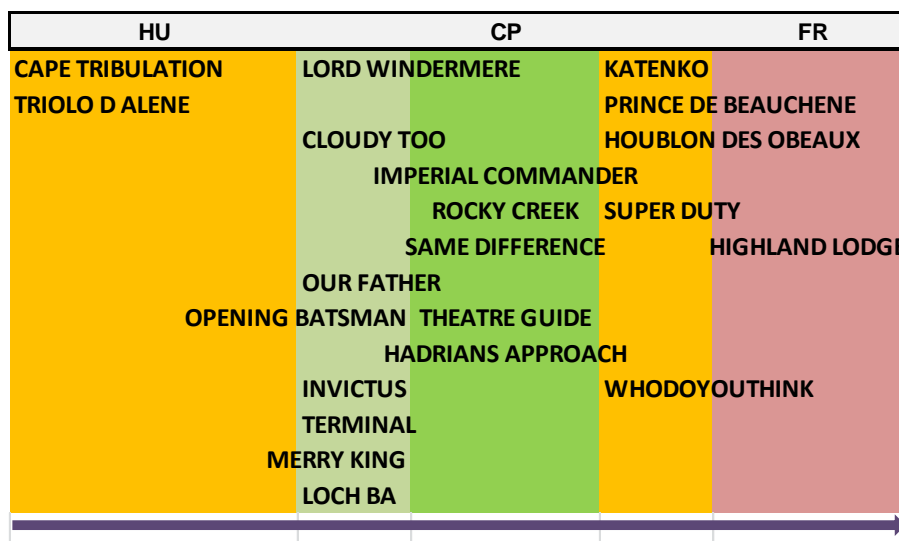 HU CP FR
CAPE TRIBULATION LORD WINDERMERE KATENKO
TRIOLO D ALENE PRINCE DE BEAUCHENE
CLOUDY TOO HOUBLON DES OBEAUX
IMPERIAL COMMANDER
ROCKY CREEK SUPER DUTY
SAME DIFFERENCE HIGHLAND LODGE
OUR FATHER
OPENING BATSMAN THEATRE GUIDE
HADRIANS APPROACH
INVICTUS WHODOYOUTHINK
TERMINAL
MERRY KING
LOCH BA